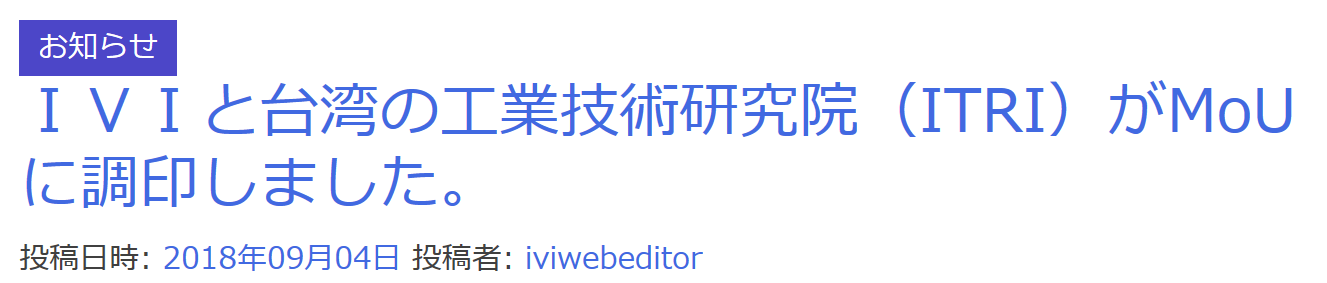 お知らせ
ＩＶＩと台湾の工業技術研究院（ITRI）がMoU
に調印しました。
投稿日時: 2018年09月04日 投稿者: iviwebeditor